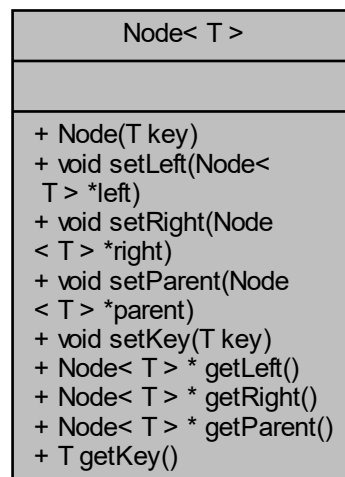 Node< T >
+ Node(T key)
+ void setLeft(Node<
T > *left)
+ void setRight(Node
< T > *right)
+ void setParent(Node
< T > *parent)
+ void setKey(T key)
+ Node< T > * getLeft()
+ Node< T > * getRight()
+ Node< T > * getParent()
+ T getKey()